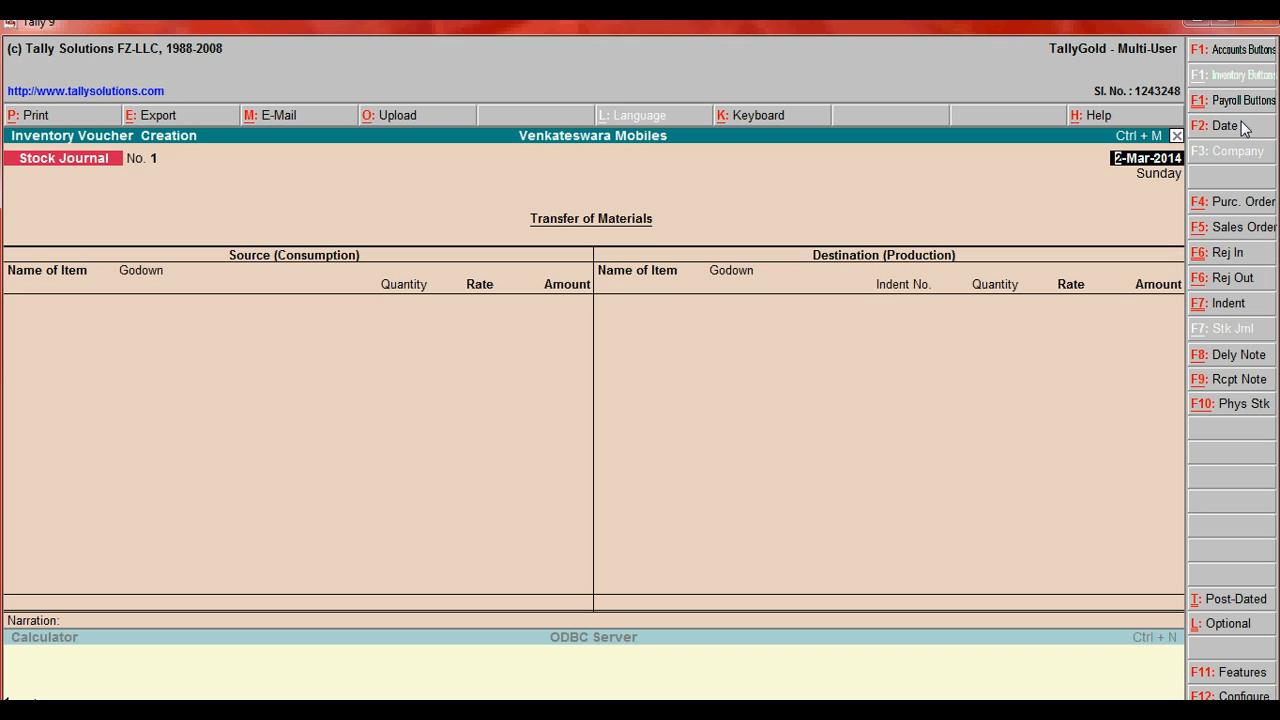 Tally 9
(c) Tally Solutions FZ-LLC, 1988-2008 TallyGold - Multi-User
http://www.tallysolutions.com Sl. No. : 1243248
P: Print E: Export M: E-Mail O: Upload L: Language K: Keyboard H: Help
Inventory Voucher Creation Venkateswara Mobiles Ctrl + M
Stock Journal No. 1 2-Mar-2014
Sunday
Transfer of Materials
Source (Consumption) Destination (Production)
Name of Item Godown Name of Item Godown
Quantity Rate Amount Indent No. Quantity Rate Amount
Narration:
Calculator ODBC Server Ctrl + N
F1: Accounts Buttons
F1: Inventory Buttons
F1: Payroll Buttons
F2: Date
F3: Company
F4: Purc. Order
F5: Sales Order
F6: Rej In
F6: Rej Out
F7: Indent
F7: Stk Jrnl
F8: Dely Note
F9: Rcpt Note
F10: Phys Stk
T: Post-Dated
L: Optional
F11: Features
F12: Configure